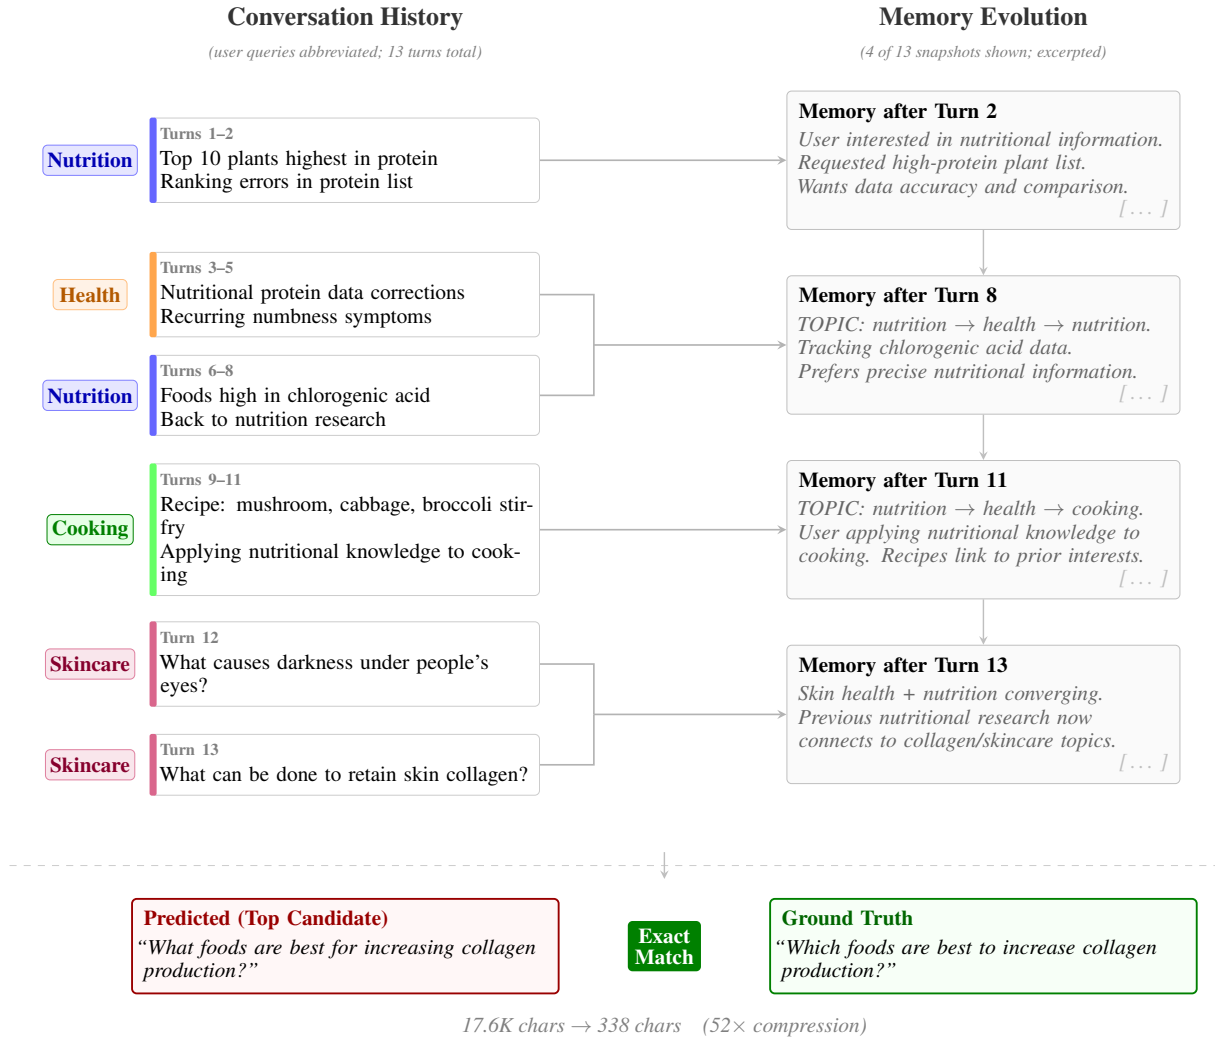 Conversation History
(user queries abbreviated; 13 turns total)
Memory Evolution
(4 of 13 snapshots shown; excerpted)
Nutrition
Turns 1–2
Top 10 plants highest in protein
Ranking errors in protein list
Memory after Turn 2
User interested in nutritional information.
Requested high-protein plant list.
Wants data accuracy and comparison.
[ . . . ]
Health
Turns 3–5
Nutritional protein data corrections
Recurring numbness symptoms
Nutrition
Turns 6–8
Foods high in chlorogenic acid
Back to nutrition research
Memory after Turn 8
TOPIC: nutrition → health → nutrition.
Tracking chlorogenic acid data.
Prefers precise nutritional information.
[ . . . ]
Cooking
Turns 9–11
Recipe: mushroom, cabbage, broccoli stir-
fry
Applying nutritional knowledge to cook-
ing
Memory after Turn 11
TOPIC: nutrition → health → cooking.
User applying nutritional knowledge to
cooking. Recipes link to prior interests.
[ . . . ]
Skincare
Turn 12
What causes darkness under people's
eyes?
Skincare
Turn 13
What can be done to retain skin collagen?
Memory after Turn 13
Skin health + nutrition converging.
Previous nutritional research now
connects to collagen/skincare topics.
[ . . . ]
Predicted (Top Candidate)
“What foods are best for increasing collagen
production?”
Exact
Match
Ground Truth
“Which foods are best to increase collagen
production?”
17.6K chars → 338 chars (52× compression)